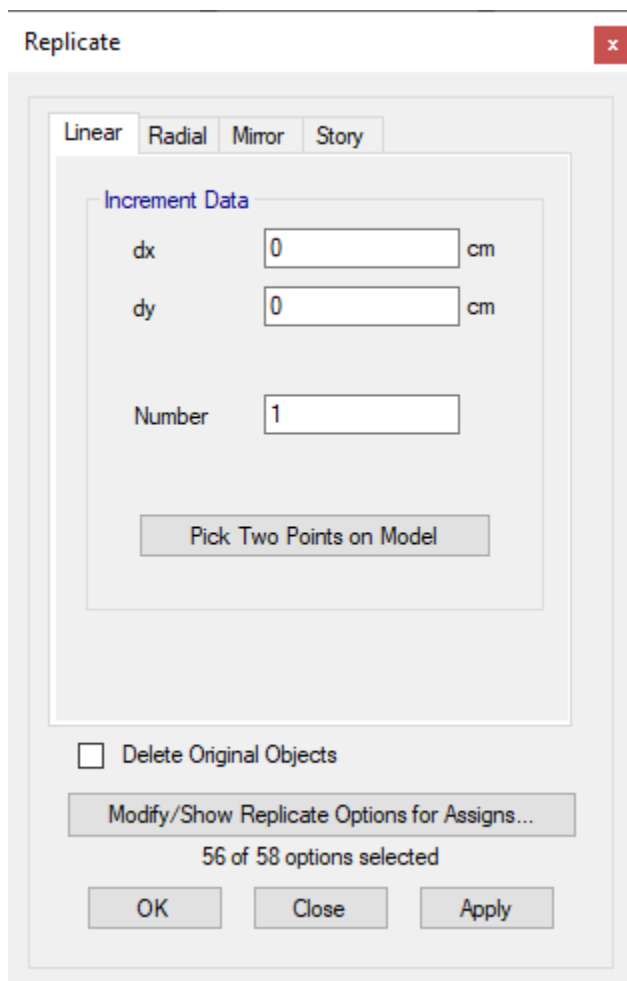 Replicate
x
Linear Radial Mirror Story
Increment Data
dx 0 cm
dy 0 cm
Number 1
Pick Two Points on Model
Delete Original Objects
Modify/Show Replicate Options for Assigns...
56 of 58 options selected
OK Close Apply